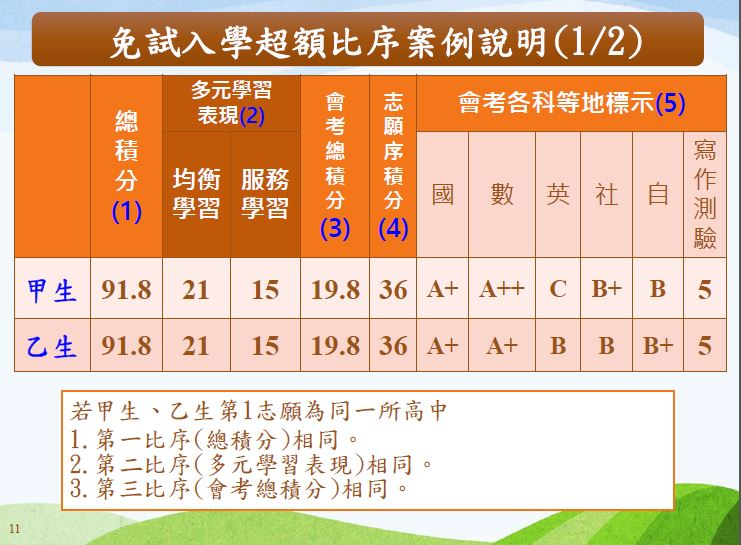 免試入學超額比序案例說明(1/2)
總積分(1) 多元學習表現(2) 會考總積分(3) 志願序積分(4) 會考各科等地標示(5)
均衡學習 服務學習 國 數 英 社 自 寫作測驗
甲生 91.8 21 15 19.8 36 A+ A++ C B+ B 5
乙生 91.8 21 15 19.8 36 A+ A+ B B B+ 5
若甲生、乙生第1志願為同一所高中
1.第一比序(總積分)相同。
2.第二比序(多元學習表現)相同。
3.第三比序(會考總積分)相同。
11